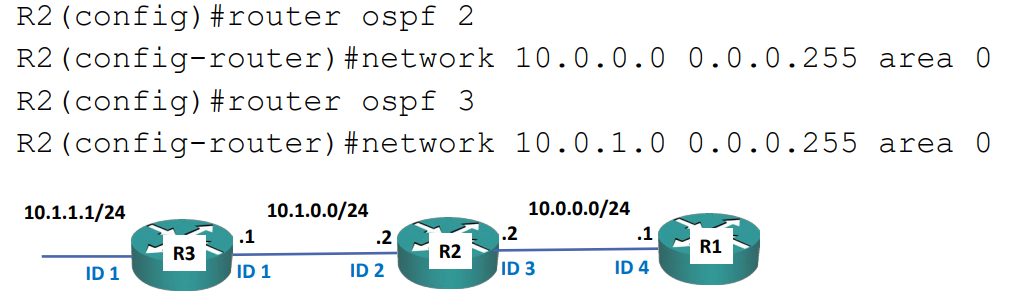 R2(config)#router ospf 2
R2(config-router)#network 10.0.0.0 0.0.0.255 area 0
R2(config)#router ospf 3
R2(config-router)#network 10.0.1.0 0.0.0.255 area 0
10.1.1.1/24 10.1.0.0/24 10.0.0.0/24
R3 .1 .2 R2 .2 .1 R1
ID 1 ID 1 ID 2 ID 3 ID 4